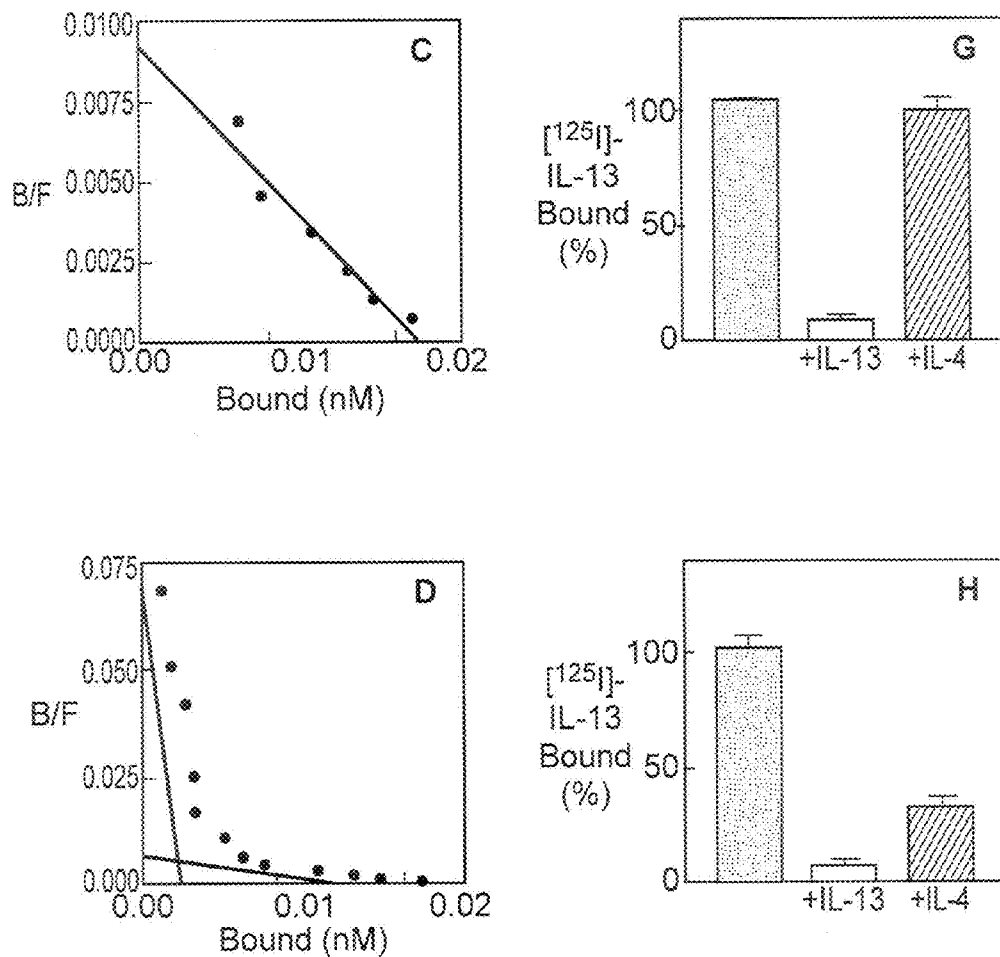 C
0.0100
0.0075
0.0050
0.0025
0.0000
B/F
0.00
0.01
0.02
Bound (nM)
G
100
50
0
[¹²⁵I]-
IL-13
Bound
(%)
+IL-13
+IL-4
D
0.075
0.050
0.025
0.000
B/F
0.00
0.01
0.02
Bound (nM)
H
100
50
0
[¹²⁵I]-
IL-13
Bound
(%)
+IL-13
+IL-4